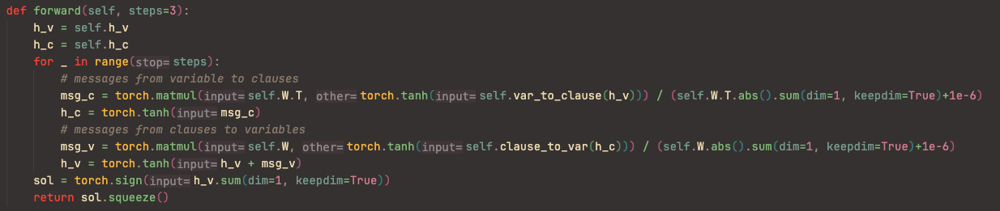 def forward(self, steps=3):
    h_v = self.h_v
    h_c = self.h_c
    for _ in range(stop= steps):
        # messages from variable to clauses
        msg_c = torch.matmul(input= self.W.T, other= torch.tanh(input= self.var_to_clause(h_v))) / (self.W.T.abs().sum(dim=1, keepdim=True)+1e-6)
        h_c = torch.tanh(input= msg_c)
        # messages from clauses to variables
        msg_v = torch.matmul(input= self.W, other= torch.tanh(input= self.clause_to_var(h_c))) / (self.W.abs().sum(dim=1, keepdim=True)+1e-6)
        h_v = torch.tanh(input= h_v + msg_v)
    sol = torch.sign(input= h_v.sum(dim=1, keepdim=True))
    return sol.squeeze()